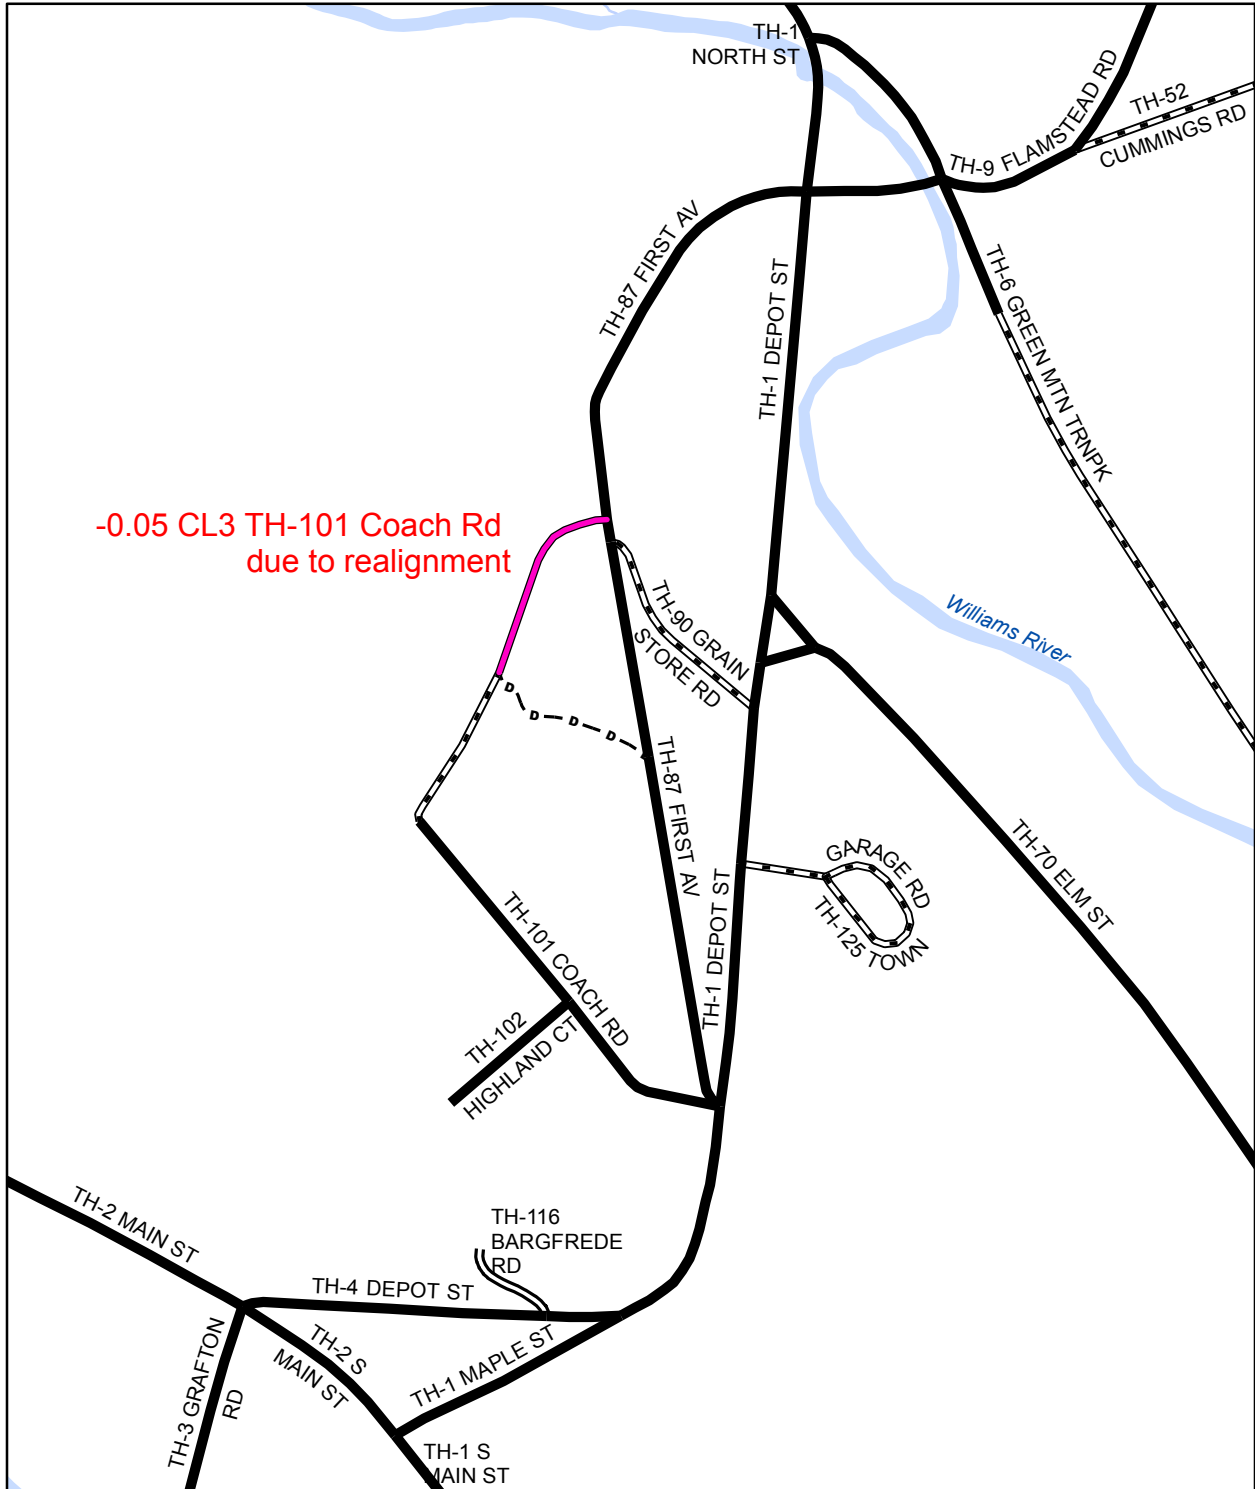 TH-1
NORTH ST
TH-9 FLAMSTEAD RD
TH-52
CUMMINGS RD
TH-87 FIRST AV
TH-1 DEPOT ST
TH-6 GREEN MTN TRNPK
-0.05 CL3 TH-101 Coach Rd
due to realignment
TH-90 GRAIN
STORE RD
Williams River
D
D
D
D
TH-87 FIRST AV
TH-1 DEPOT ST
GARAGE RD
TH-125 TOWN
TH-70 ELM ST
TH-101 COACH RD
TH-102
HIGHLAND CT
TH-2 MAIN ST
TH-116
BARGFREDE
RD
TH-4 DEPOT ST
TH-2 S
MAIN ST
TH-1 MAPLE ST
TH-3 GRAFTON
RD
TH-1 S
MAIN ST